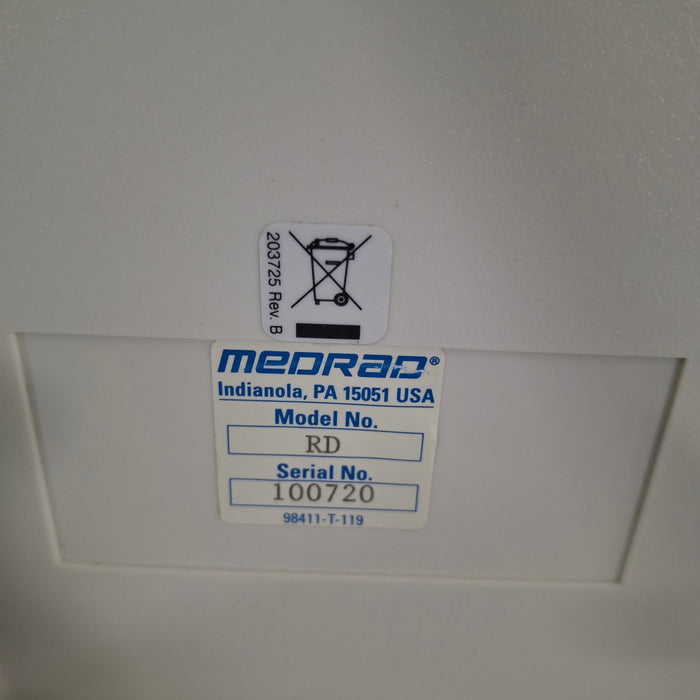 203725 Rev. B
MEDRAD®
Indianola, PA 15051 USA
Model No.
RD
Serial No.
100720
98411-T-119